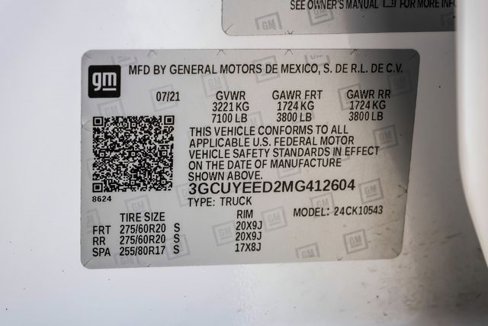 SEE OWNER'S MANUAL
FOR MORE
gm
MFD BY GENERAL MOTORS DE MEXICO, S. DE R.L. DE C.V.
07/21 GVWR GAWR FRT GAWR RR
3221 KG 1724 KG 1724 KG
7100 LB 3800 LB 3800 LB
THIS VEHICLE CONFORMS TO ALL
APPLICABLE U.S. FEDERAL MOTOR
VEHICLE SAFETY STANDARDS IN EFFECT
ON THE DATE OF MANUFACTURE
SHOWN ABOVE.
8624
3GCUYEED2MG412604
TYPE: TRUCK MODEL: 24CK10543
TIRE SIZE RIM
FRT 275/60R20 S 20X9J
RR 275/60R20 S 20X9J
SPA 255/80R17 S 17X8J